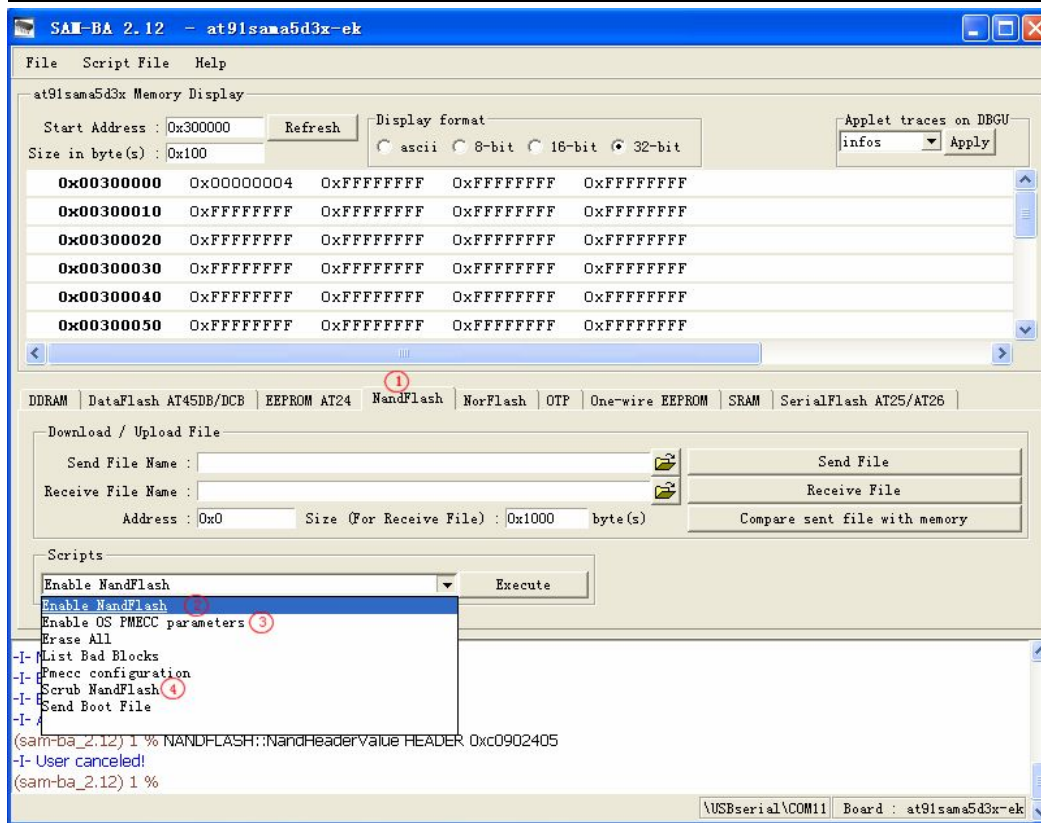 SAM-BA 2.12 - at91sama5d3x-ek
File Script File Help
at91sama5d3x Memory Display
Start Address : 0x300000 Refresh
Size in byte(s) : 0x100
Display format
ascii 8-bit 16-bit 32-bit
Applet traces on DBGU
infos Apply
0x00300000 0x00000004 0xFFFFFFFF 0xFFFFFFFF 0xFFFFFFFF
0x00300010 0xFFFFFFFF 0xFFFFFFFF 0xFFFFFFFF 0xFFFFFFFF
0x00300020 0xFFFFFFFF 0xFFFFFFFF 0xFFFFFFFF 0xFFFFFFFF
0x00300030 0xFFFFFFFF 0xFFFFFFFF 0xFFFFFFFF 0xFFFFFFFF
0x00300040 0xFFFFFFFF 0xFFFFFFFF 0xFFFFFFFF 0xFFFFFFFF
0x00300050 0xFFFFFFFF 0xFFFFFFFF 0xFFFFFFFF 0xFFFFFFFF
1
DDRAM DataFlash AT45DB/DCB EEPROM AT24 NandFlash NorFlash OTP One-wire EEPROM SRAM SerialFlash AT25/AT26
Download / Upload File
Send File Name : Send File
Receive File Name : Receive File
Address : 0x0 Size (For Receive File) : 0x1000 byte(s) Compare sent file with memory
Scripts
Enable NandFlash Execute
Enable NandFlash 2
Enable OS PMECC parameters 3
Erase All
-I- List Bad Blocks
-I- Pmecc configuration
-I- Scrub NandFlash 4
-I- Send Boot File
(sam-ba_2.12) 1 % NANDFLASH::NandHeaderValue HEADER 0xc0902405
-I- User canceled!
(sam-ba_2.12) 1 %
\USBserial\COM11 Board : at91sama5d3x-ek